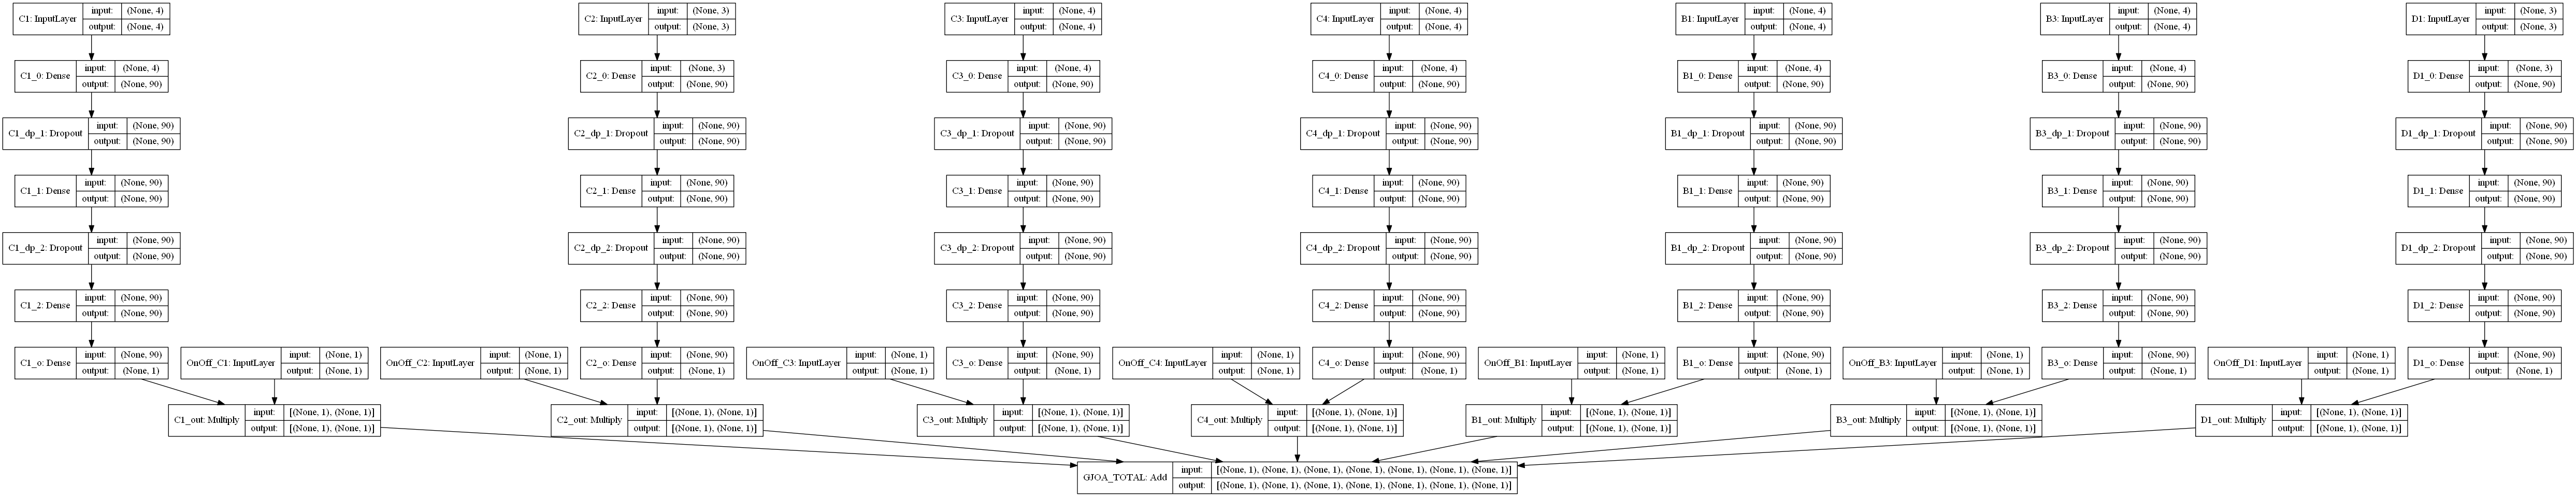 C1: InputLayer input: (None, 4) C2: InputLayer input: (None, 3) C3: InputLayer input: (None, 4) C4: InputLayer input: (None, 4) B1: InputLayer input: (None, 4) B3: InputLayer input: (None, 4) D1: InputLayer input: (None, 3)
output: (None, 4) output: (None, 3) output: (None, 4) output: (None, 4) output: (None, 4) output: (None, 4) output: (None, 3)
C1_0: Dense input: (None, 4) C2_0: Dense input: (None, 3) C3_0: Dense input: (None, 4) C4_0: Dense input: (None, 4) B1_0: Dense input: (None, 4) B3_0: Dense input: (None, 4) D1_0: Dense input: (None, 3)
output: (None, 90) output: (None, 90) output: (None, 90) output: (None, 90) output: (None, 90) output: (None, 90) output: (None, 90)
C1_dp_1: Dropout input: (None, 90) C2_dp_1: Dropout input: (None, 90) C3_dp_1: Dropout input: (None, 90) C4_dp_1: Dropout input: (None, 90) B1_dp_1: Dropout input: (None, 90) B3_dp_1: Dropout input: (None, 90) D1_dp_1: Dropout input: (None, 90)
output: (None, 90) output: (None, 90) output: (None, 90) output: (None, 90) output: (None, 90) output: (None, 90) output: (None, 90)
C1_1: Dense input: (None, 90) C2_1: Dense input: (None, 90) C3_1: Dense input: (None, 90) C4_1: Dense input: (None, 90) B1_1: Dense input: (None, 90) B3_1: Dense input: (None, 90) D1_1: Dense input: (None, 90)
output: (None, 90) output: (None, 90) output: (None, 90) output: (None, 90) output: (None, 90) output: (None, 90) output: (None, 90)
C1_dp_2: Dropout input: (None, 90) C2_dp_2: Dropout input: (None, 90) C3_dp_2: Dropout input: (None, 90) C4_dp_2: Dropout input: (None, 90) B1_dp_2: Dropout input: (None, 90) B3_dp_2: Dropout input: (None, 90) D1_dp_2: Dropout input: (None, 90)
output: (None, 90) output: (None, 90) output: (None, 90) output: (None, 90) output: (None, 90) output: (None, 90) output: (None, 90)
C1_2: Dense input: (None, 90) C2_2: Dense input: (None, 90) C3_2: Dense input: (None, 90) C4_2: Dense input: (None, 90) B1_2: Dense input: (None, 90) B3_2: Dense input: (None, 90) D1_2: Dense input: (None, 90)
output: (None, 90) output: (None, 90) output: (None, 90) output: (None, 90) output: (None, 90) output: (None, 90) output: (None, 90)
C1_o: Dense input: (None, 90) OnOff_C1: InputLayer input: (None, 1) OnOff_C2: InputLayer input: (None, 1) C2_o: Dense input: (None, 90) OnOff_C3: InputLayer input: (None, 1) C3_o: Dense input: (None, 90) OnOff_C4: InputLayer input: (None, 1) C4_o: Dense input: (None, 90) OnOff_B1: InputLayer input: (None, 1) B1_o: Dense input: (None, 90) OnOff_B3: InputLayer input: (None, 1) B3_o: Dense input: (None, 90) OnOff_D1: InputLayer input: (None, 1) D1_o: Dense input: (None, 90)
output: (None, 1) output: (None, 1) output: (None, 1) output: (None, 1) output: (None, 1) output: (None, 1) output: (None, 1) output: (None, 1) output: (None, 1) output: (None, 1) output: (None, 1) output: (None, 1) output: (None, 1) output: (None, 1)
C1_out: Multiply input: [(None, 1), (None, 1)] C2_out: Multiply input: [(None, 1), (None, 1)] C3_out: Multiply input: [(None, 1), (None, 1)] C4_out: Multiply input: [(None, 1), (None, 1)] B1_out: Multiply input: [(None, 1), (None, 1)] B3_out: Multiply input: [(None, 1), (None, 1)] D1_out: Multiply input: [(None, 1), (None, 1)]
output: [(None, 1), (None, 1)] output: [(None, 1), (None, 1)] output: [(None, 1), (None, 1)] output: [(None, 1), (None, 1)] output: [(None, 1), (None, 1)] output: [(None, 1), (None, 1)] output: [(None, 1), (None, 1)]
GJOA_TOTAL: Add input: [(None, 1), (None, 1), (None, 1), (None, 1), (None, 1), (None, 1), (None, 1)]
output: [(None, 1), (None, 1), (None, 1), (None, 1), (None, 1), (None, 1), (None, 1)]